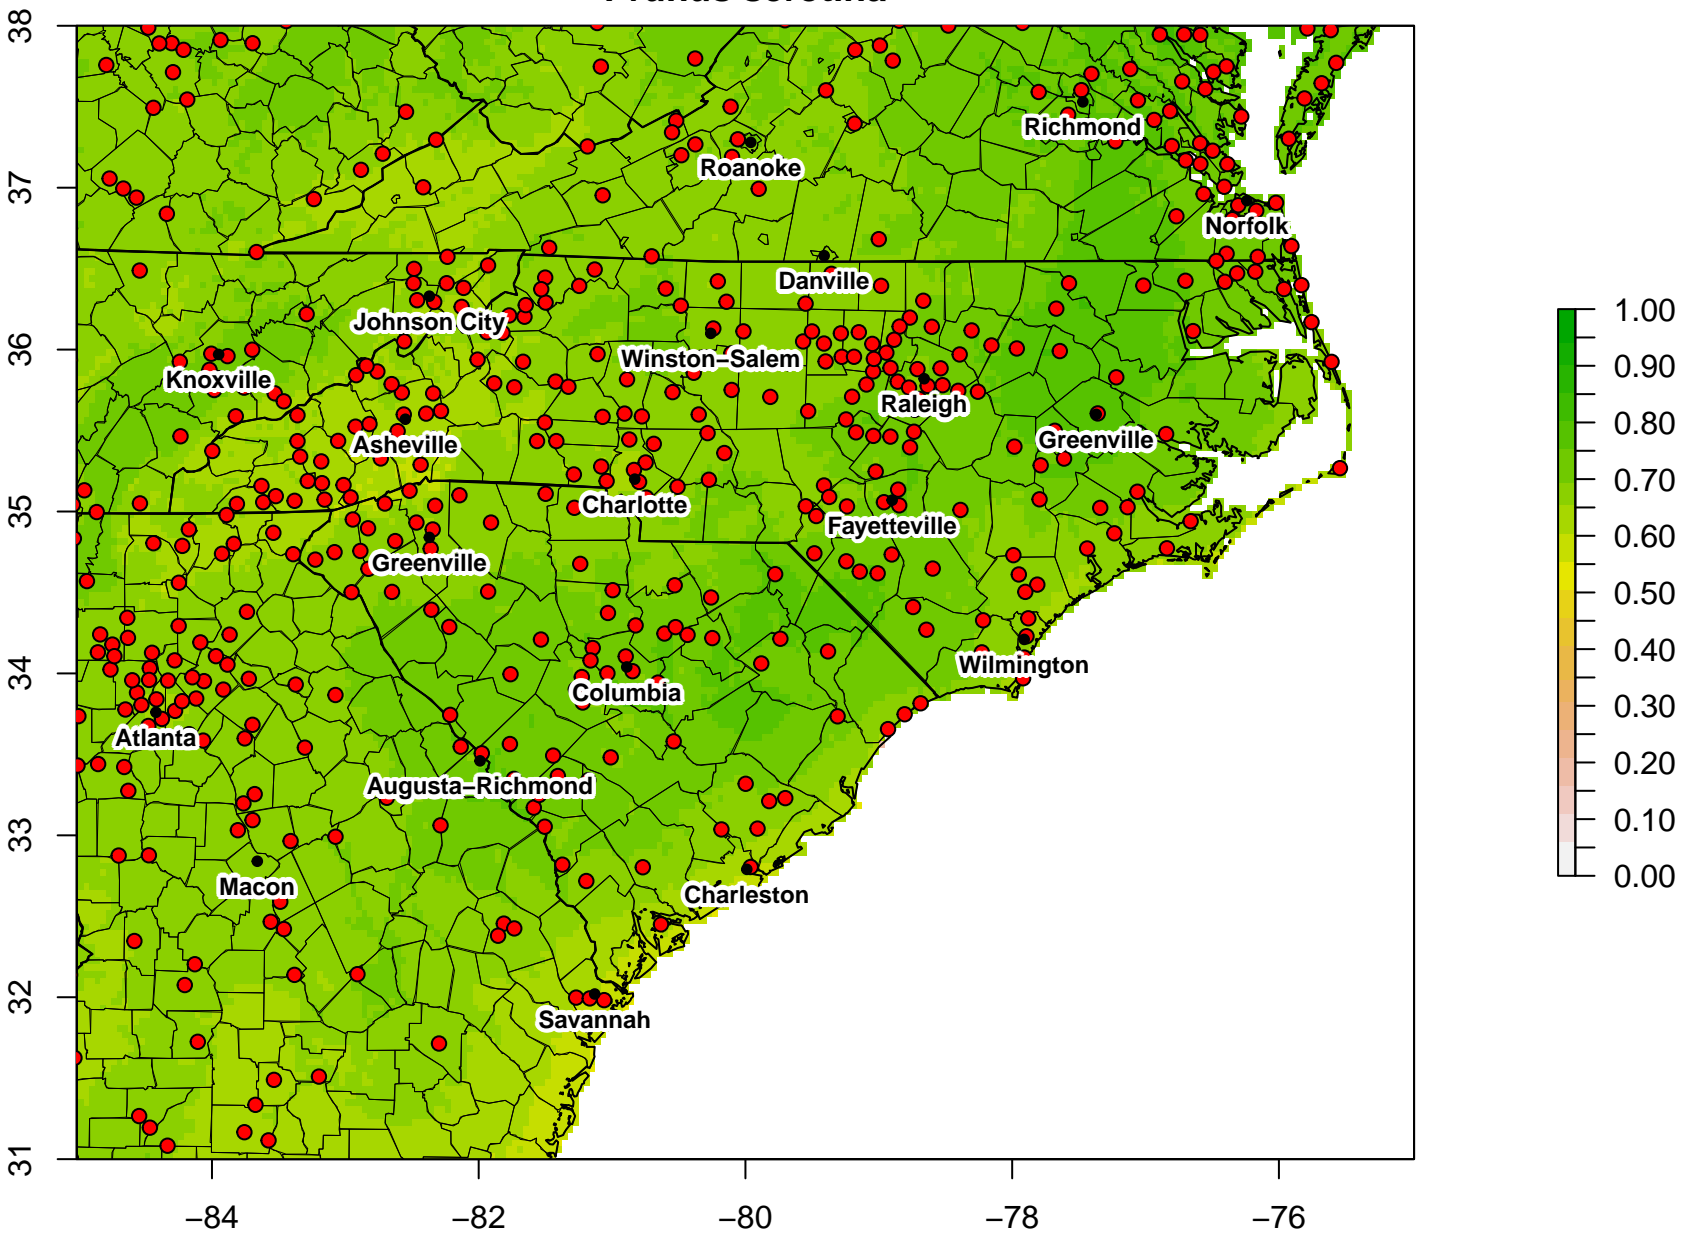 Prunus serotina
38
37
36
35
34
33
32
31
Richmond
Roanoke
Norfolk
Danville
Johnson City
Winston–Salem
Knoxville
Raleigh
Asheville
Greenville
Charlotte
Fayetteville
Greenville
Wilmington
Columbia
Atlanta
Augusta–Richmond
Macon
Charleston
Savannah
−84
−82
−80
−78
−76
1.00
0.90
0.80
0.70
0.60
0.50
0.40
0.30
0.20
0.10
0.00